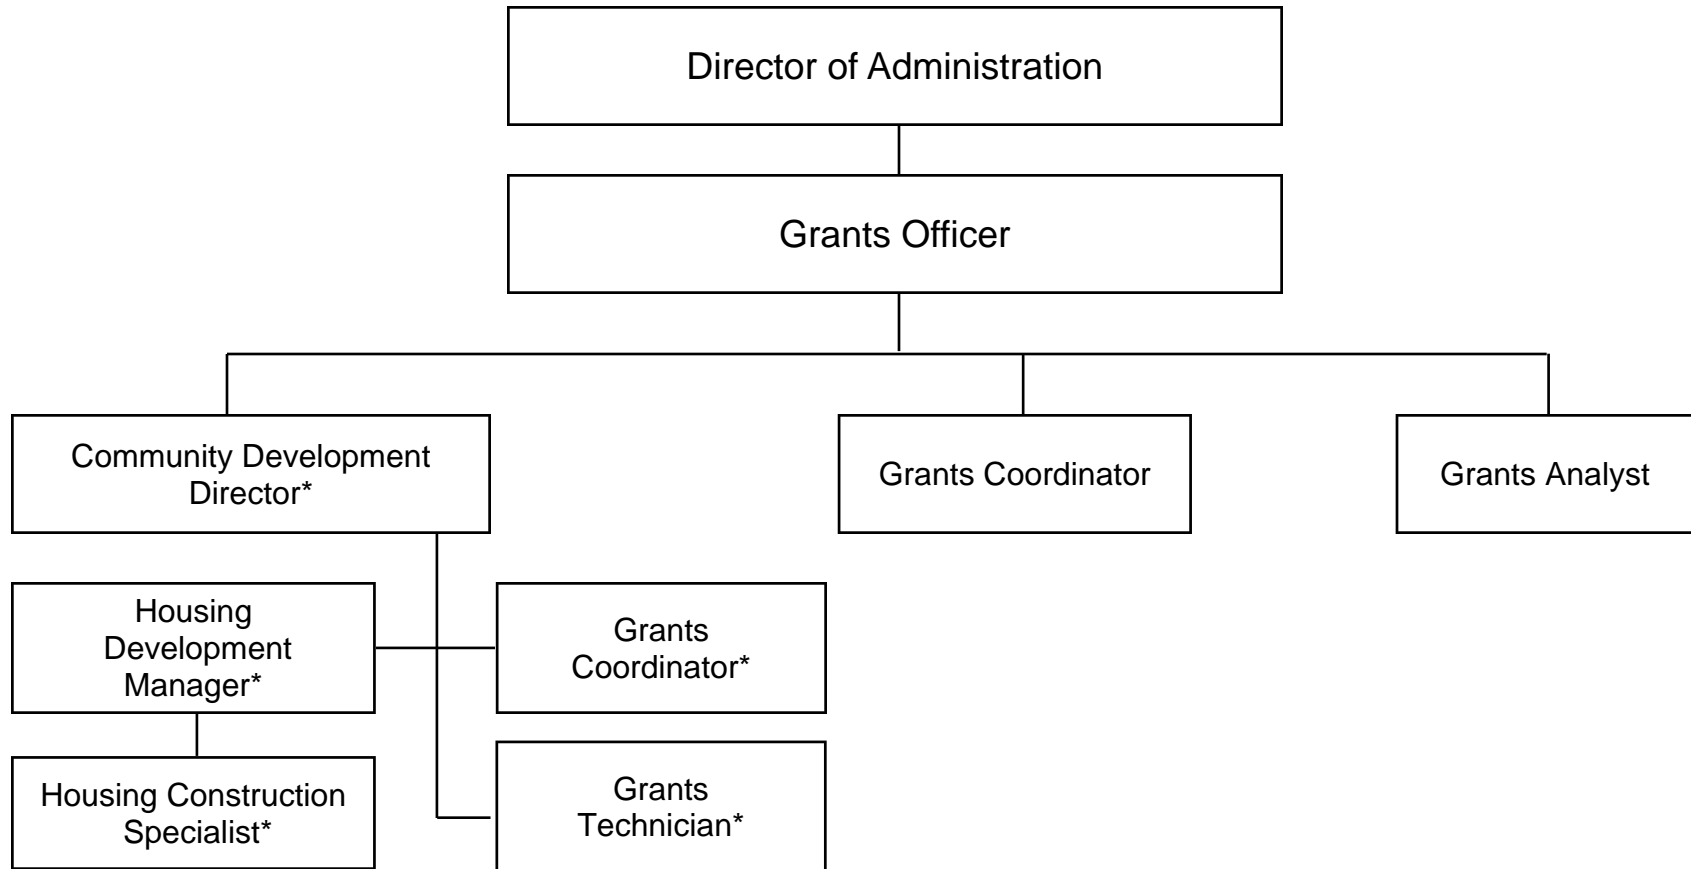 Director of Administration
Grants Officer
Community Development
Director*
Grants Coordinator
Grants Analyst
Housing
Development
Manager*
Grants
Coordinator*
Housing Construction
Specialist*
Grants
Technician*